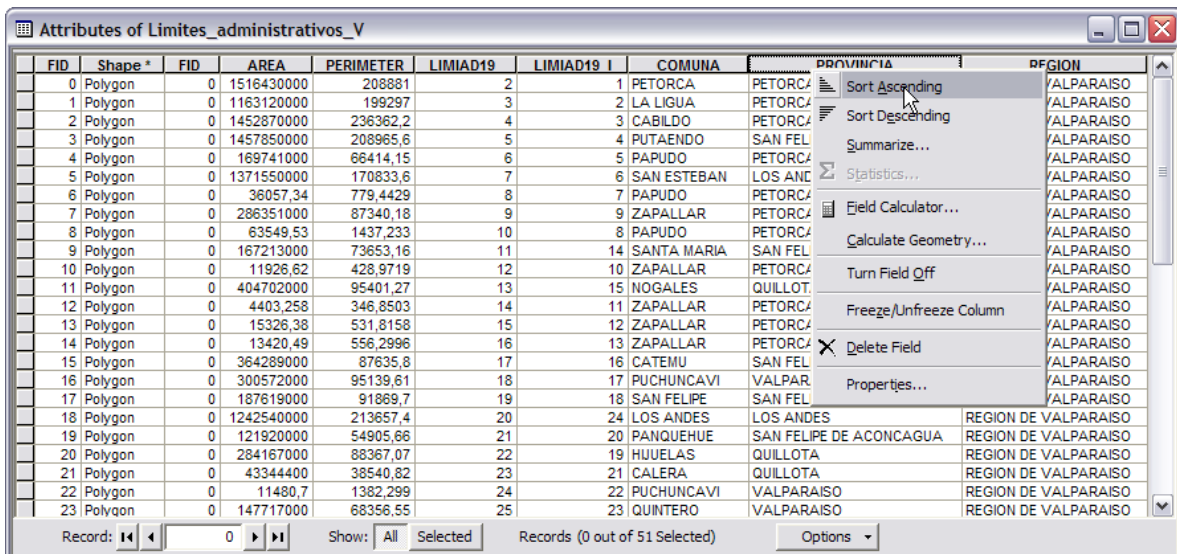 Attributes of Limites_administrativos_V
FID Shape * FID AREA PERIMETER LIMIAD19_ LIMIAD19_I COMUNA PROVINCIA REGION
0 Polygon 0 1516430000 208881 2 1 PETORCA PETORCA VALPARAISO
1 Polygon 0 1163120000 199297 3 2 LA LIGUA PETORCA VALPARAISO
2 Polygon 0 1452870000 236362,2 4 3 CABILDO PETORCA VALPARAISO
3 Polygon 0 1457850000 208965,6 5 4 PUTAENDO SAN FEL VALPARAISO
4 Polygon 0 169741000 66414,15 6 5 PAPUDO PETORCA VALPARAISO
5 Polygon 0 1371550000 170833,6 7 6 SAN ESTEBAN LOS AND VALPARAISO
6 Polygon 0 36057,34 779,4429 8 7 PAPUDO PETORCA VALPARAISO
7 Polygon 0 286351000 87340,18 9 9 ZAPALLAR PETORCA VALPARAISO
8 Polygon 0 63549,53 1437,233 10 8 PAPUDO PETORCA VALPARAISO
9 Polygon 0 167213000 73653,16 11 14 SANTA MARIA SAN FEL VALPARAISO
10 Polygon 0 11926,62 428,9719 12 10 ZAPALLAR PETORCA VALPARAISO
11 Polygon 0 404702000 95401,27 13 15 NOGALES QUILLOT VALPARAISO
12 Polygon 0 4403,258 346,8503 14 11 ZAPALLAR PETORCA VALPARAISO
13 Polygon 0 15326,38 531,8158 15 12 ZAPALLAR PETORCA VALPARAISO
14 Polygon 0 13420,49 556,2996 16 13 ZAPALLAR PETORCA VALPARAISO
15 Polygon 0 364289000 87635,8 17 16 CATEMU SAN FEL VALPARAISO
16 Polygon 0 300572000 95139,61 18 17 PUCHUNCAVI VALPAR VALPARAISO
17 Polygon 0 187619000 91869,7 19 18 SAN FELIPE SAN FEL VALPARAISO
18 Polygon 0 1242540000 213657,4 20 24 LOS ANDES LOS ANDES REGION DE VALPARAISO
19 Polygon 0 121920000 54905,66 21 20 PANQUEHUE SAN FELIPE DE ACONCAGUA REGION DE VALPARAISO
20 Polygon 0 284167000 88367,07 22 19 HIJUELAS QUILLOTA REGION DE VALPARAISO
21 Polygon 0 43344400 38540,82 23 21 CALERA QUILLOTA REGION DE VALPARAISO
22 Polygon 0 11480,7 1382,299 24 22 PUCHUNCAVI VALPARAISO REGION DE VALPARAISO
23 Polygon 0 147717000 68356,55 25 23 QUINTERO VALPARAISO REGION DE VALPARAISO
Sort Ascending
Sort Descending
Summarize...
Statistics...
Field Calculator...
Calculate Geometry...
Turn Field Off
Freeze/Unfreeze Column
Delete Field
Properties...
Record: 0 Show: All Selected Records (0 out of 51 Selected) Options